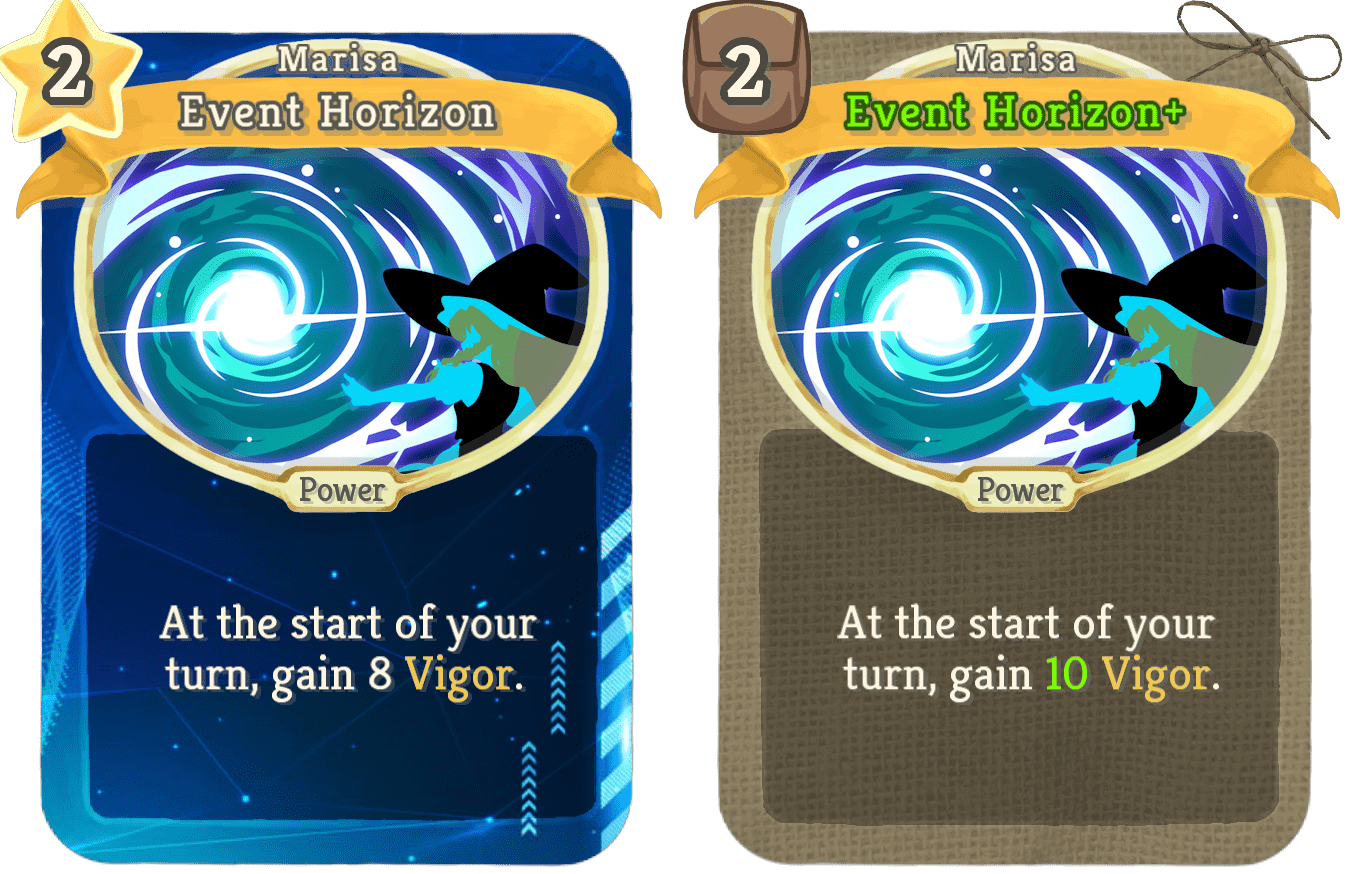 2
Marisa
Event Horizon
Power
At the start of your
turn, gain 8 Vigor.
2
Marisa
Event Horizon+
Power
At the start of your
turn, gain 10 Vigor.